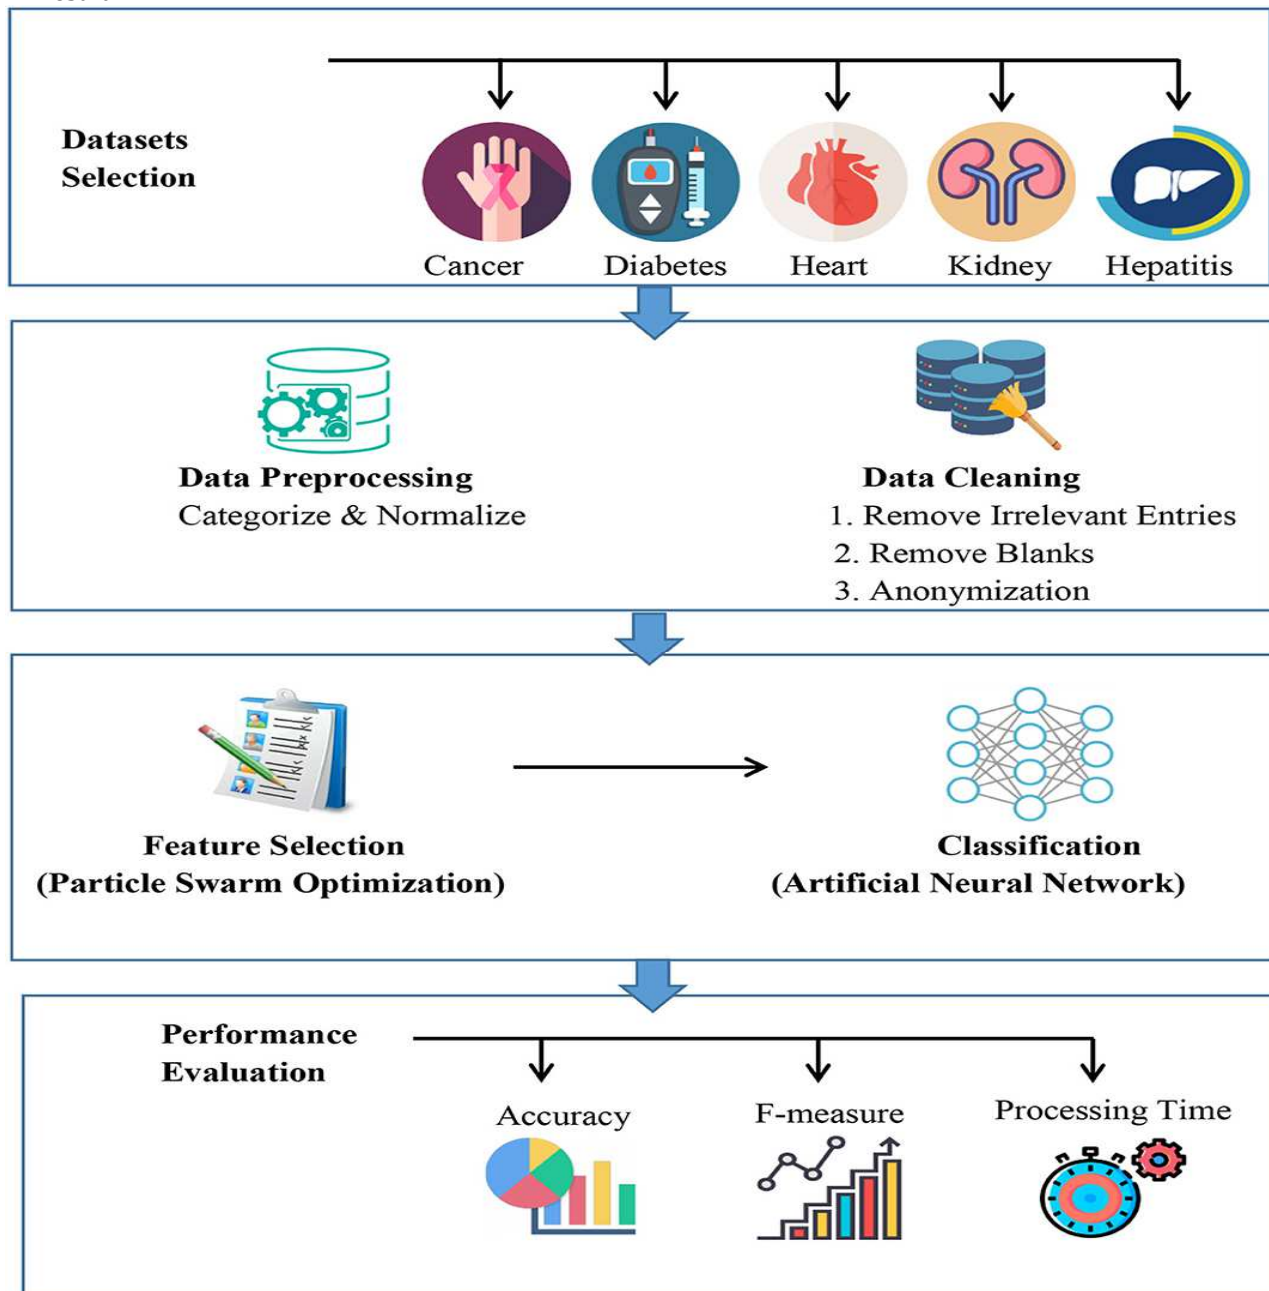 Datasets
Selection
Cancer
Diabetes
Heart
Kidney
Hepatitis
Data Preprocessing
Categorize & Normalize
Data Cleaning
1. Remove Irrelevant Entries
2. Remove Blanks
3. Anonymization
Feature Selection
(Particle Swarm Optimization)
Classification
(Artificial Neural Network)
Performance
Evaluation
Accuracy
F-measure
Processing Time